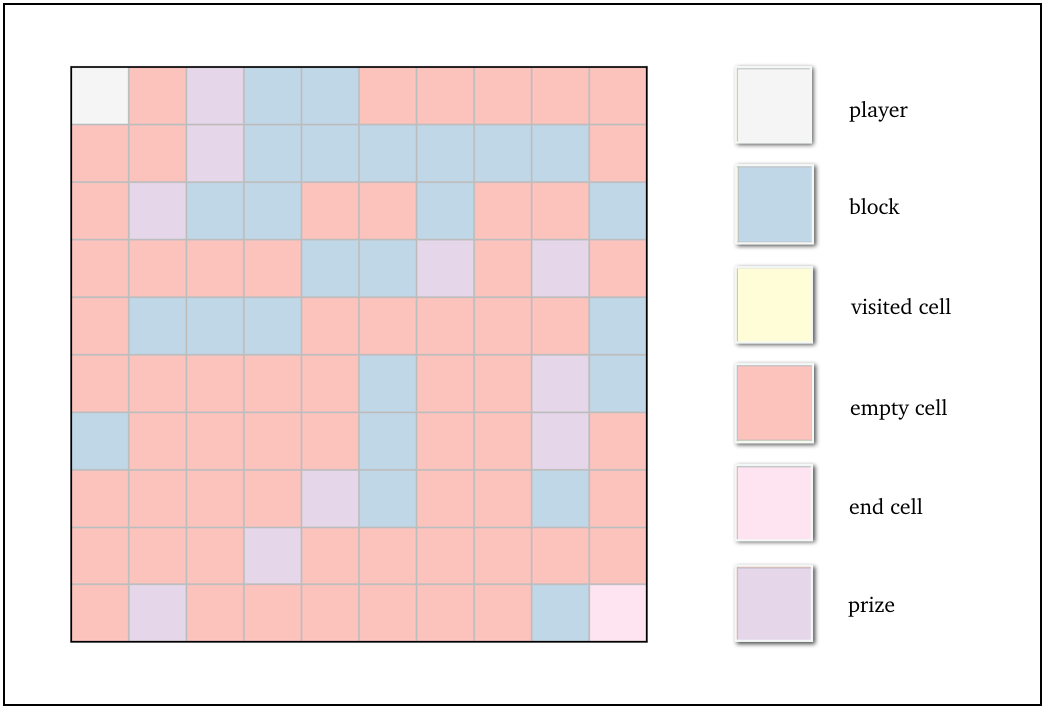 player
block
visited cell
empty cell
end cell
prize